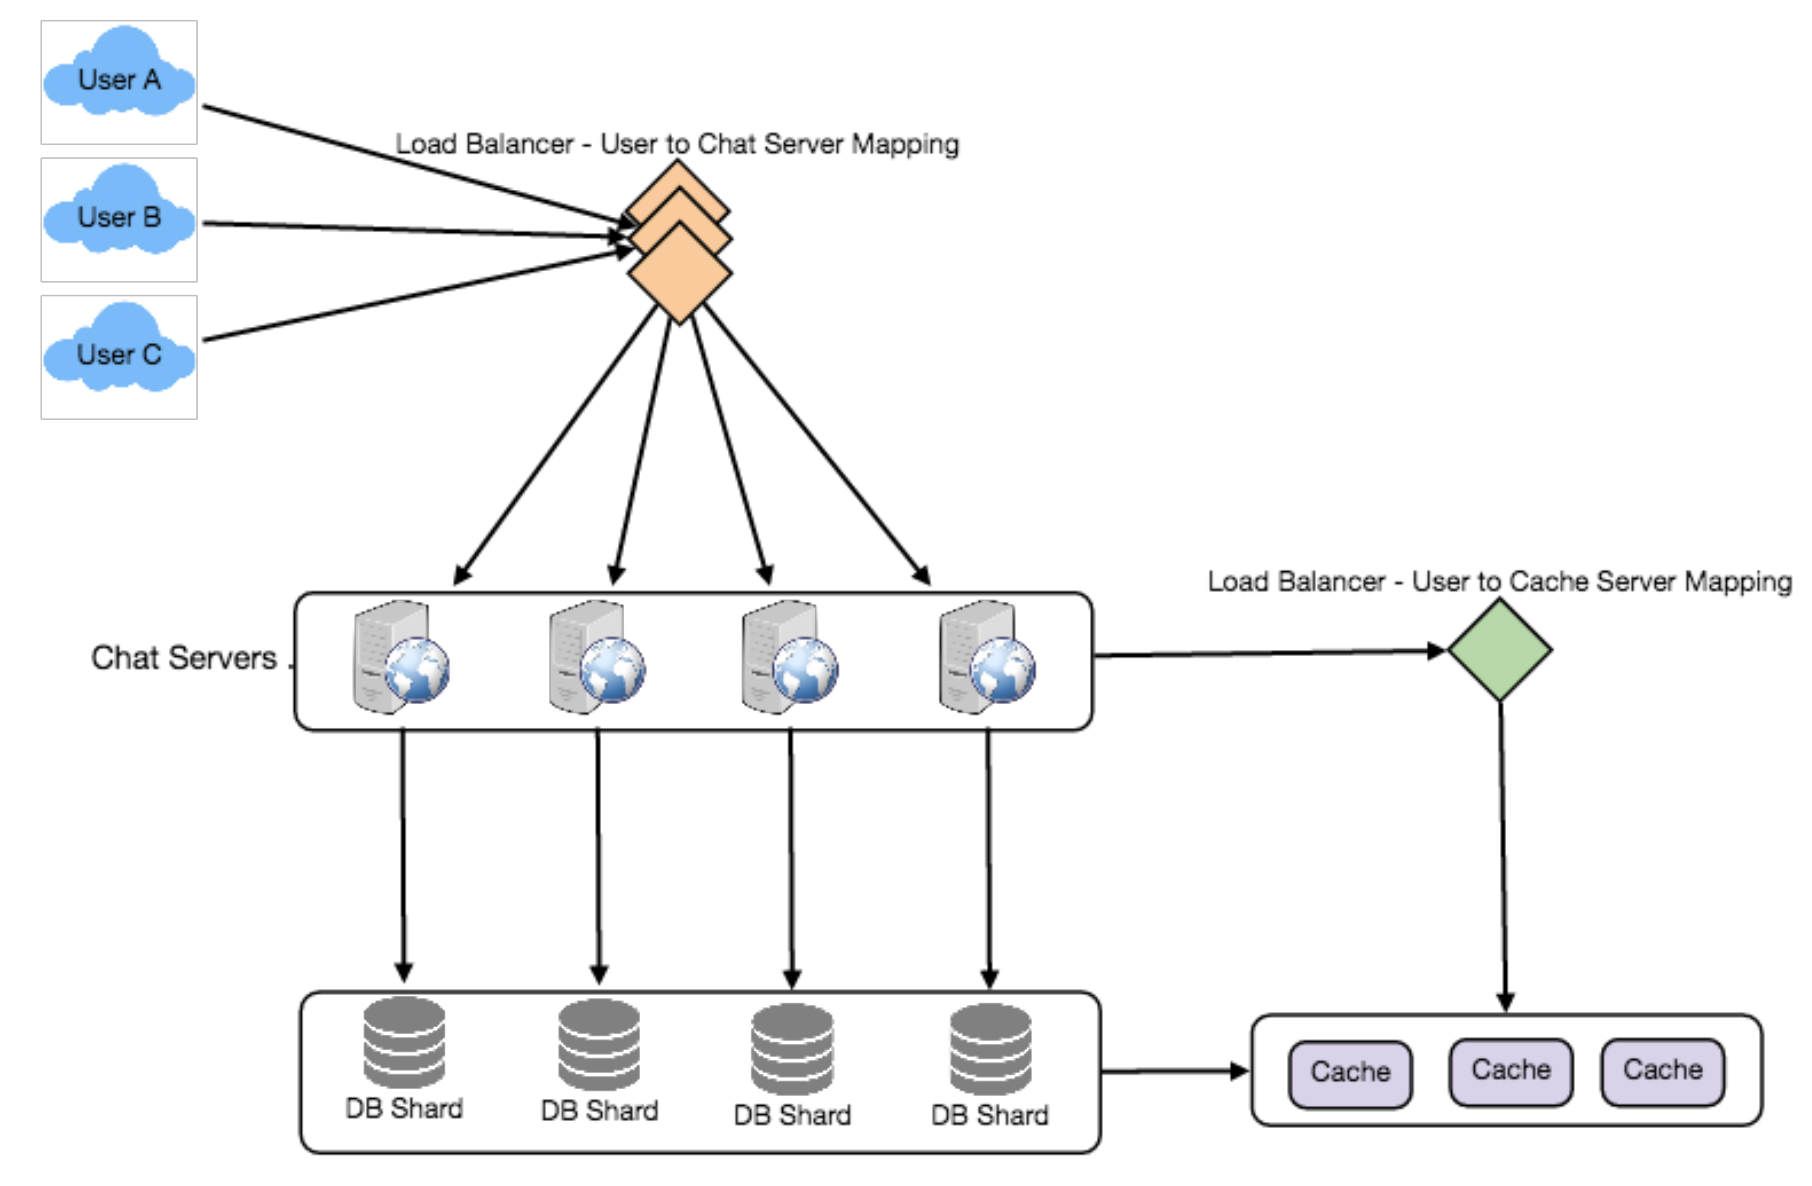 User A
Load Balancer - User to Chat Server Mapping
User B
User C
Load Balancer - User to Cache Server Mapping
Chat Servers
DB Shard
DB Shard
DB Shard
DB Shard
Cache
Cache
Cache